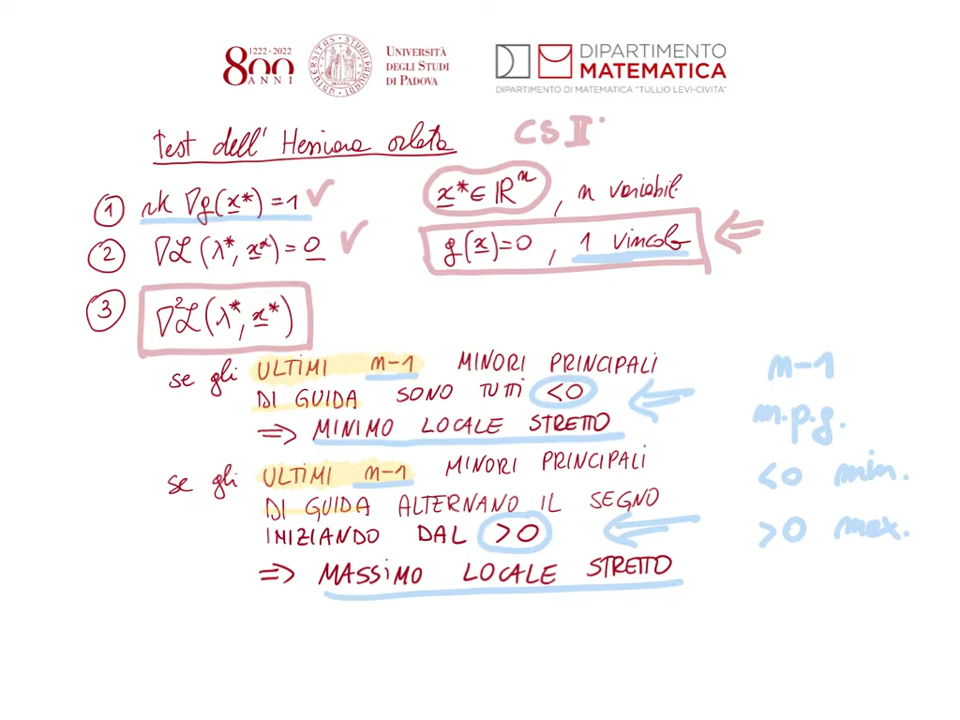 1222·2022
800
ANNI
UNIVERSITÀ
DEGLI STUDI
DI PADOVA
DIPARTIMENTO
MATEMATICA
DIPARTIMENTO DI MATEMATICA "TULLIO LEVI-CIVITA"
Test dell' Hessiana orlata
CS II°
① rk ∇g(x*) = 1 ✓
x* ∈ ℝⁿ, n variabili
② ∇ℒ(λ*, x*) = 0 ✓
g(x) = 0, 1 vincolo ⇐
③ ∇²ℒ(λ*, x*)
se gli ULTIMI n-1 MINORI PRINCIPALI
DI GUIDA SONO TUTTI <0
⇒ MINIMO LOCALE STRETTO
n-1
m.p.g.
<0 min.
>0 max.
se gli ULTIMI n-1 MINORI PRINCIPALI
DI GUIDA ALTERNANO IL SEGNO
INIZIANDO DAL >0
⇒ MASSIMO LOCALE STRETTO